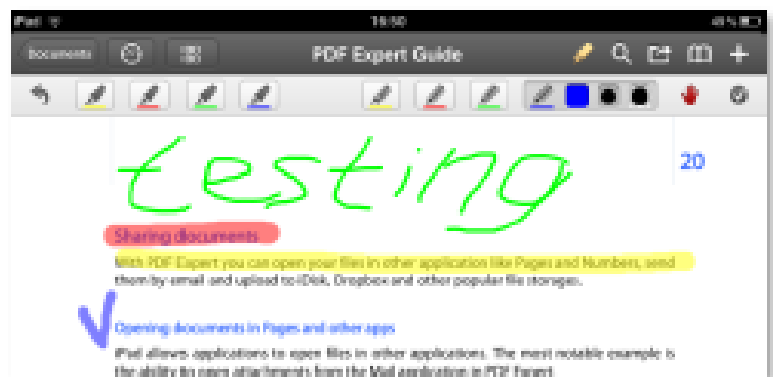 iPad 16:50 49%
Documents PDF Expert Guide
testing
20
Sharing documents
With PDF Expert you can open your files in other application like Pages and Numbers, send
them by email and upload to iDisk, Dropbox and other popular file storages.
Opening documents in Pages and other apps
iPad allows applications to open files in other applications. The most notable example is
the ability to open attachments from the Mail application in PDF Expert